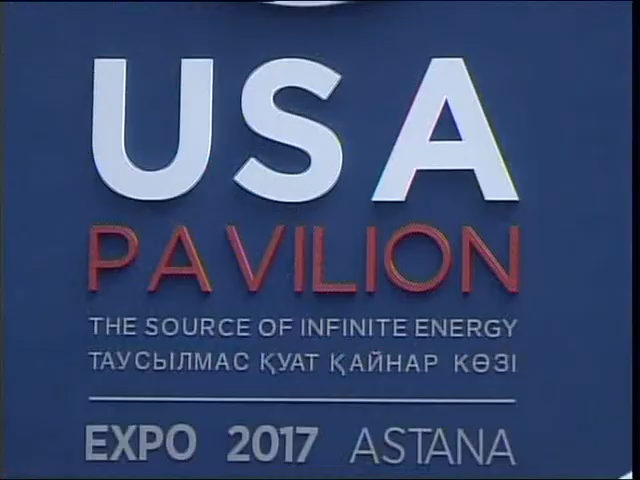 USA
PAVILION
THE SOURCE OF INFINITE ENERGY
ТАУСЫЛМАС ҚУАТ ҚАЙНАР КӨЗІ
EXPO 2017 ASTANA